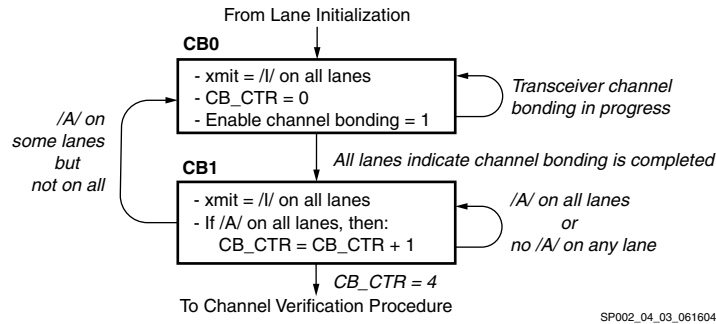 From Lane Initialization
CB0
- xmit = /I/ on all lanes
- CB_CTR = 0
- Enable channel bonding = 1
Transceiver channel
bonding in progress
/A/ on
some lanes
but
not on all
All lanes indicate channel bonding is completed
CB1
- xmit = /I/ on all lanes
- If /A/ on all lanes, then:
CB_CTR = CB_CTR + 1
/A/ on all lanes
or
no /A/ on any lane
CB_CTR = 4
To Channel Verification Procedure
SP002_04_03_061604